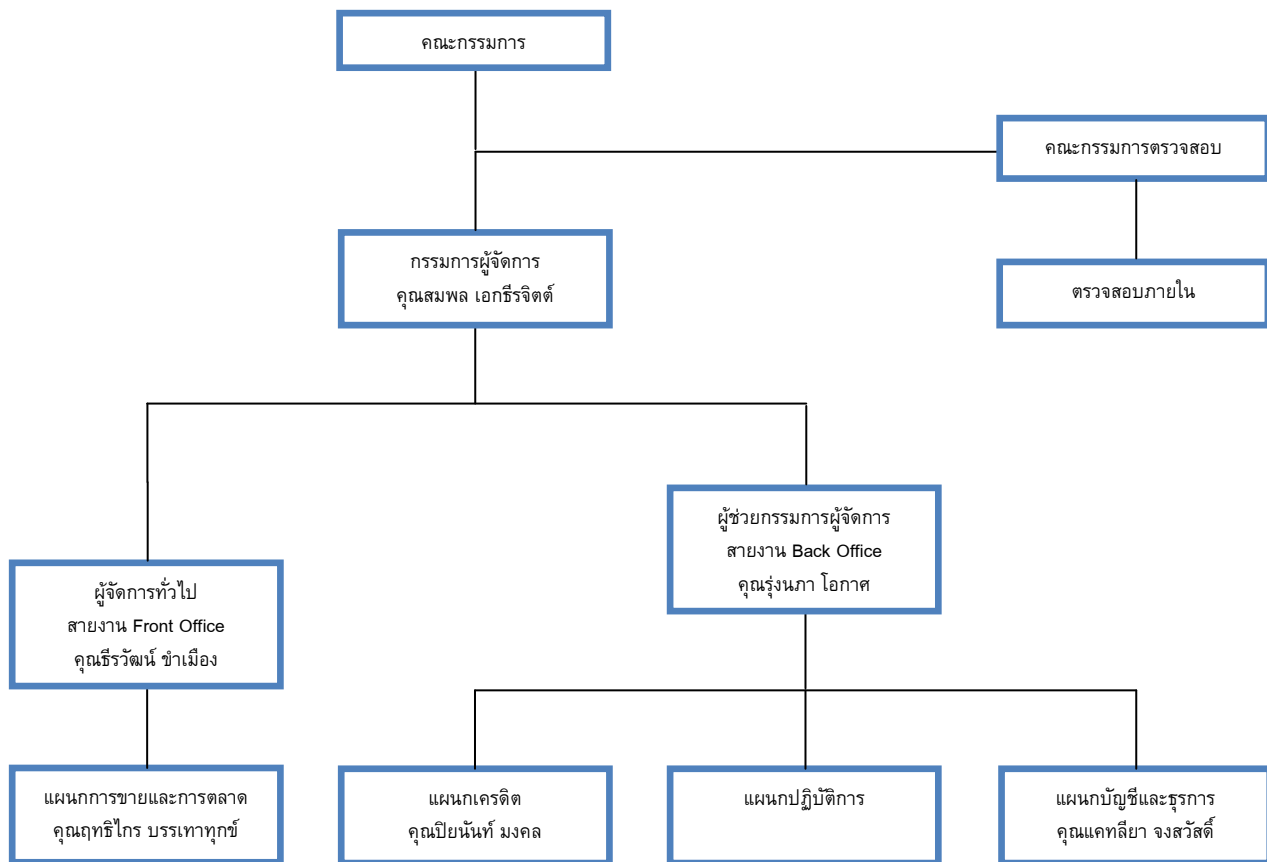 คณะกรรมการ
คณะกรรมการตรวจสอบ
กรรมการผู้จัดการ
คุณสมพล เอกธีรจิตต์
ตรวจสอบภายใน
ผู้ช่วยกรรมการผู้จัดการ
สายงาน Back Office
คุณรุ่งนภา โอกาศ
ผู้จัดการทั่วไป
สายงาน Front Office
คุณธีรวัฒน์ ขำเมือง
แผนกการขายและการตลาด
คุณฤทธิไกร บรรเทาทุกข์
แผนกเครดิต
คุณปิยนันท์ มงคล
แผนกปฏิบัติการ
แผนกบัญชีและธุรการ
คุณแคทลียา จงสวัสดิ์